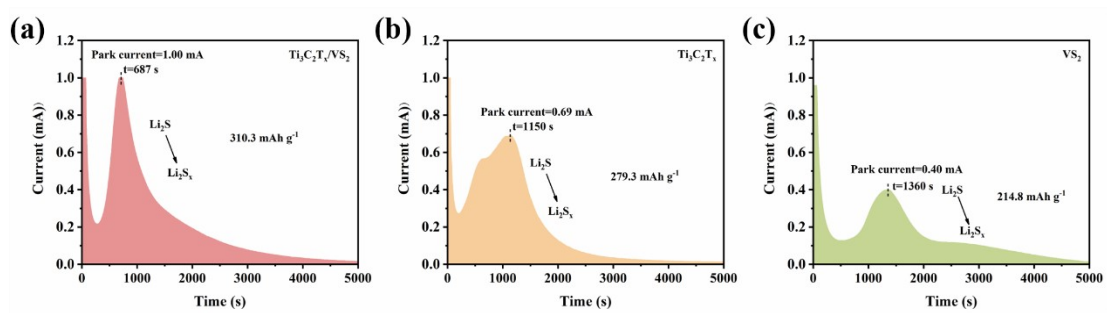 (a)
1.2
1.0
0.8
0.6
0.4
0.2
0.0
Current (mA))
Park current=1.00 mA
t=687 s
Ti₃C₂Tₓ/VS₂
Li₂S
Li₂Sₓ
310.3 mAh g⁻¹
0 1000 2000 3000 4000 5000
Time (s)
(b)
1.2
1.0
0.8
0.6
0.4
0.2
0.0
Current (mA))
Ti₃C₂Tₓ
Park current=0.69 mA
t=1150 s
Li₂S
Li₂Sₓ
279.3 mAh g⁻¹
0 1000 2000 3000 4000 5000
Time (s)
(c)
1.2
1.0
0.8
0.6
0.4
0.2
0.0
Current (mA))
VS₂
Park current=0.40 mA
t=1360 s
Li₂S
Li₂Sₓ
214.8 mAh g⁻¹
0 1000 2000 3000 4000 5000
Time (s)